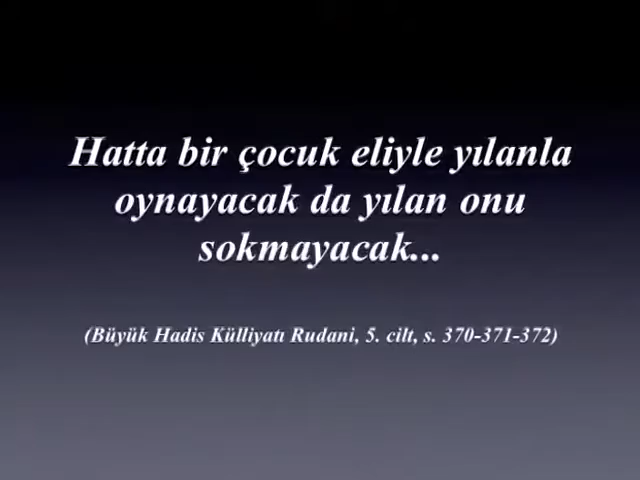 Hatta bir çocuk eliyle yılanla
oynayacak da yılan onu
sokmayacak...
(Büyük Hadis Külliyatı Rudani, 5. cilt, s. 370-371-372)